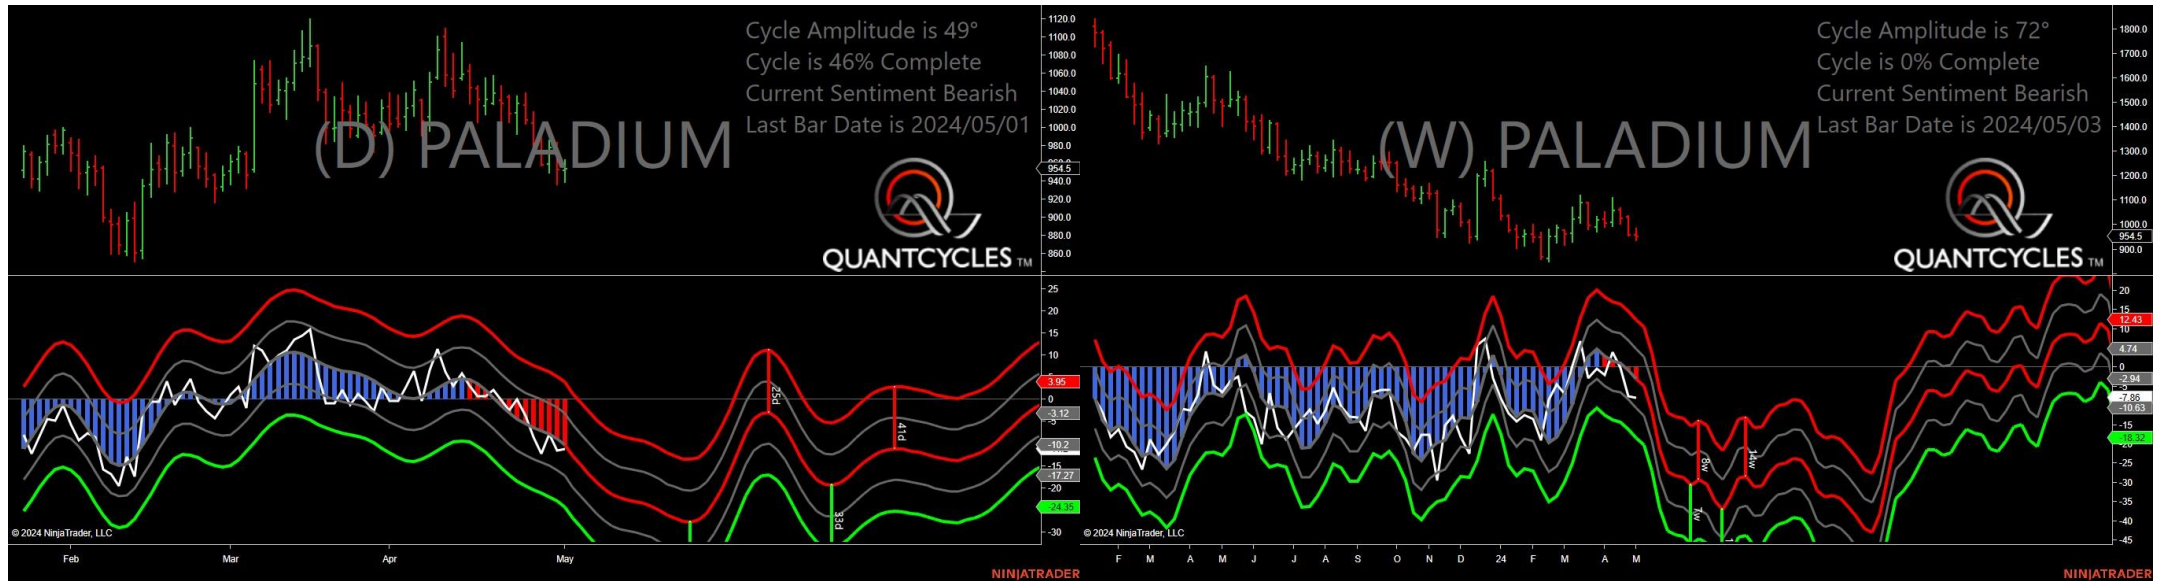 Cycle Amplitude is 49°
Cycle is 46% Complete
Current Sentiment Bearish
Last Bar Date is 2024/05/01
(D) PALADIUM
QUANTCYCLES TM
1120.0
1100.0
1080.0
1060.0
1040.0
1020.0
1000.0
980.0
954.5
940.0
920.0
900.0
880.0
860.0
25
20
15
10
5
3.95
0
-3.12
-5
-10.2
-15
-17.27
-20
-24.35
-30
25d
41d
33d
© 2024 NinjaTrader, LLC
Feb Mar Apr May
NINJATRADER
Cycle Amplitude is 72°
Cycle is 0% Complete
Current Sentiment Bearish
Last Bar Date is 2024/05/03
(W) PALADIUM
QUANTCYCLES TM
1800.0
1700.0
1600.0
1500.0
1400.0
1300.0
1200.0
1100.0
1000.0
954.5
900.0
20
15
12.43
10
4.74
0
-2.94
-5
-7.86
-10.63
-15
-18.32
-20
-25
-30
-35
-40
-45
8w
14w
7w
1
© 2024 NinjaTrader, LLC
F M A M J J A S O N D 24 F M A M
NINJATRADER